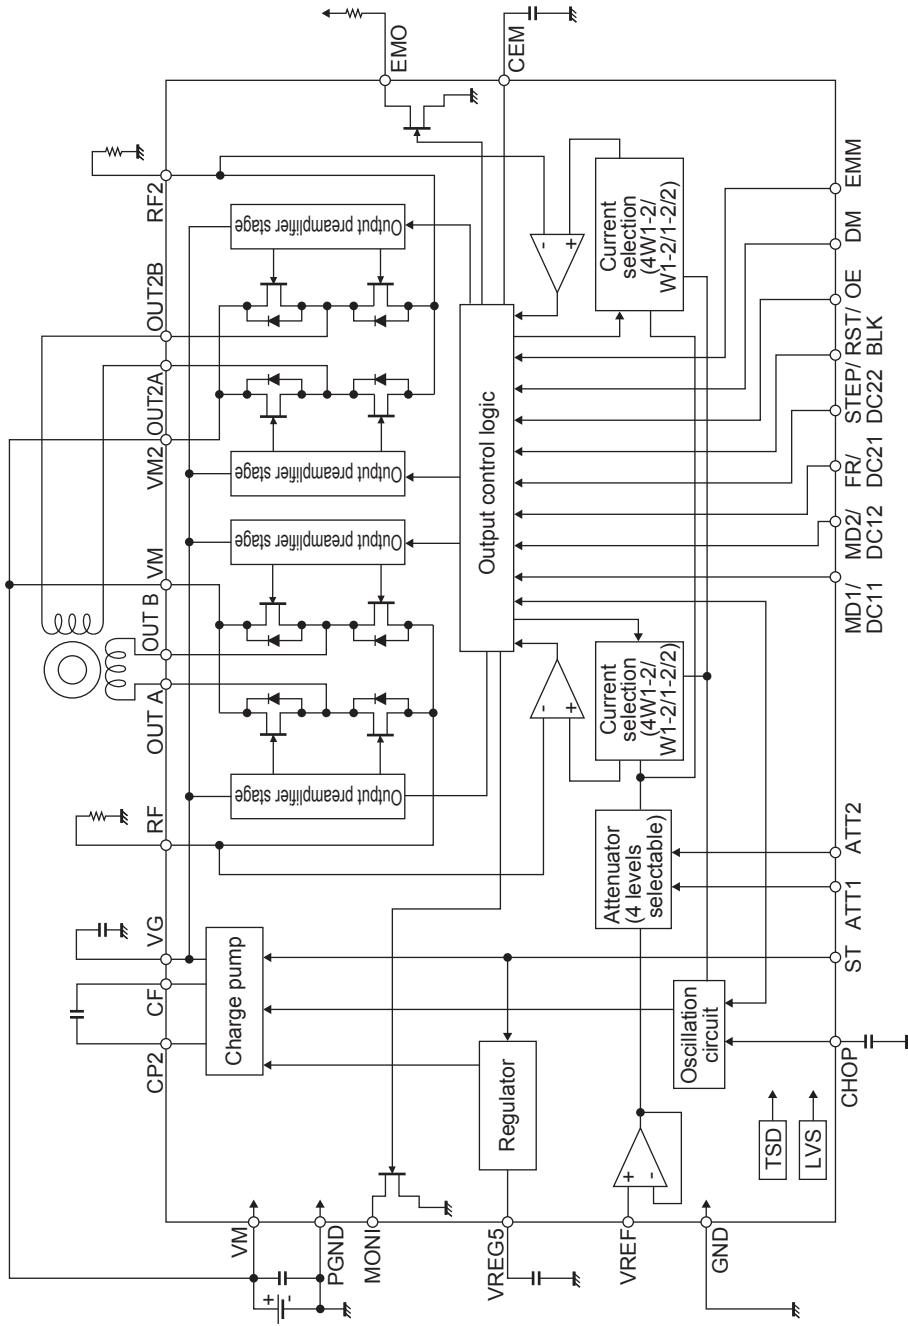 EMO
CEM
RF2
OUT2B
OUT2A
VM2
VM
OUT B
OUT A
RF
VG
CF
CP2
Output preamplifier stage
Output preamplifier stage
Output preamplifier stage
Output preamplifier stage
Output control logic
-
+
Current
selection
(4W1-2/
W1-2/1-2/2)
-
+
Current
selection
(4W1-2/
W1-2/1-2/2)
Attenuator
(4 levels
selectable)
Charge pump
Regulator
Oscillation
circuit
+
-
TSD
LVS
EMM
DM
OE
RST/
BLK
STEP/
DC22
FR/
DC21
MD2/
DC12
MD1/
DC11
ATT2
ATT1
ST
CHOP
VM
PGND
MONI
VREG5
VREF
GND
+
-